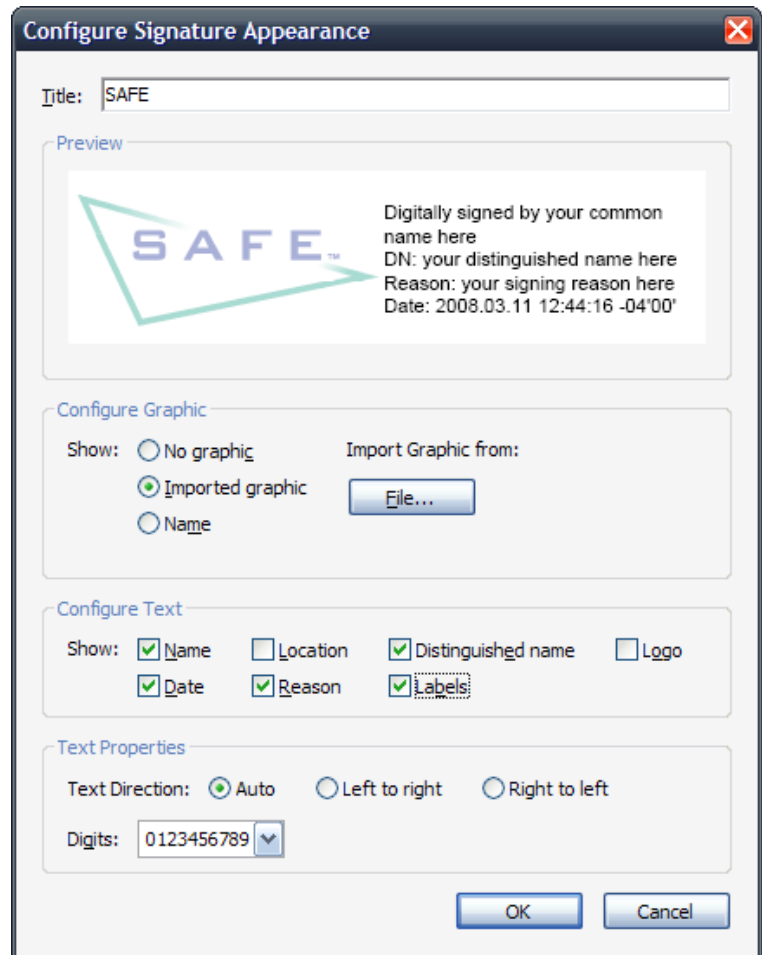 Configure Signature Appearance
Title: SAFE
Preview
SAFE™
Digitally signed by your common
name here
DN: your distinguished name here
Reason: your signing reason here
Date: 2008.03.11 12:44:16 -04'00'
Configure Graphic
Show: No graphic Import Graphic from:
Imported graphic File...
Name
Configure Text
Show: Name Location Distinguished name Logo
Date Reason Labels
Text Properties
Text Direction: Auto Left to right Right to left
Digits: 0123456789
OK Cancel